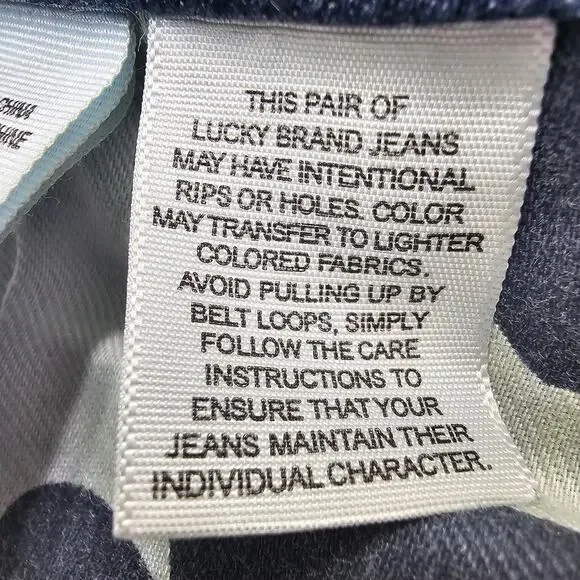 CHINA
THIS PAIR OF
LUCKY BRAND JEANS
MAY HAVE INTENTIONAL
RIPS OR HOLES. COLOR
MAY TRANSFER TO LIGHTER
COLORED FABRICS.
AVOID PULLING UP BY
BELT LOOPS, SIMPLY
FOLLOW THE CARE
INSTRUCTIONS TO
ENSURE THAT YOUR
JEANS MAINTAIN THEIR
INDIVIDUAL CHARACTER.